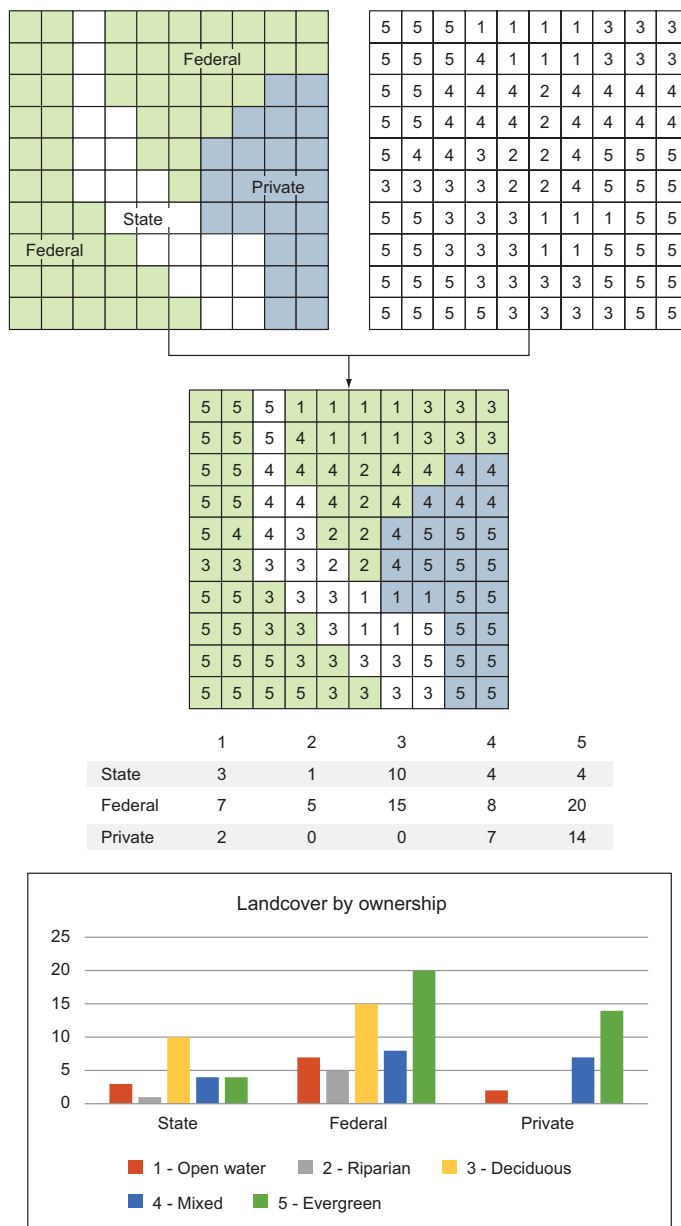 Federal
Private
State
Federal
5 5 5 1 1 1 1 3 3 3
5 5 5 4 1 1 1 3 3 3
5 5 4 4 4 2 4 4 4 4
5 5 4 4 4 2 4 4 4 4
5 4 4 3 2 2 4 5 5 5
3 3 3 3 2 2 4 5 5 5
5 5 3 3 3 1 1 1 5 5
5 5 3 3 3 1 1 5 5 5
5 5 5 3 3 3 3 5 5 5
5 5 5 5 3 3 3 3 5 5
5 5 5 1 1 1 1 3 3 3
5 5 5 4 1 1 1 3 3 3
5 5 4 4 4 2 4 4 4 4
5 5 4 4 4 2 4 4 4 4
5 4 4 3 2 2 4 5 5 5
3 3 3 3 2 2 4 5 5 5
5 5 3 3 3 1 1 1 5 5
5 5 3 3 3 1 1 5 5 5
5 5 5 3 3 3 3 5 5 5
5 5 5 5 3 3 3 3 5 5
1 2 3 4 5
State 3 1 10 4 4
Federal 7 5 15 8 20
Private 2 0 0 7 14
Landcover by ownership
25
20
15
10
5
0
State Federal Private
1 - Open water 2 - Riparian 3 - Deciduous
4 - Mixed 5 - Evergreen